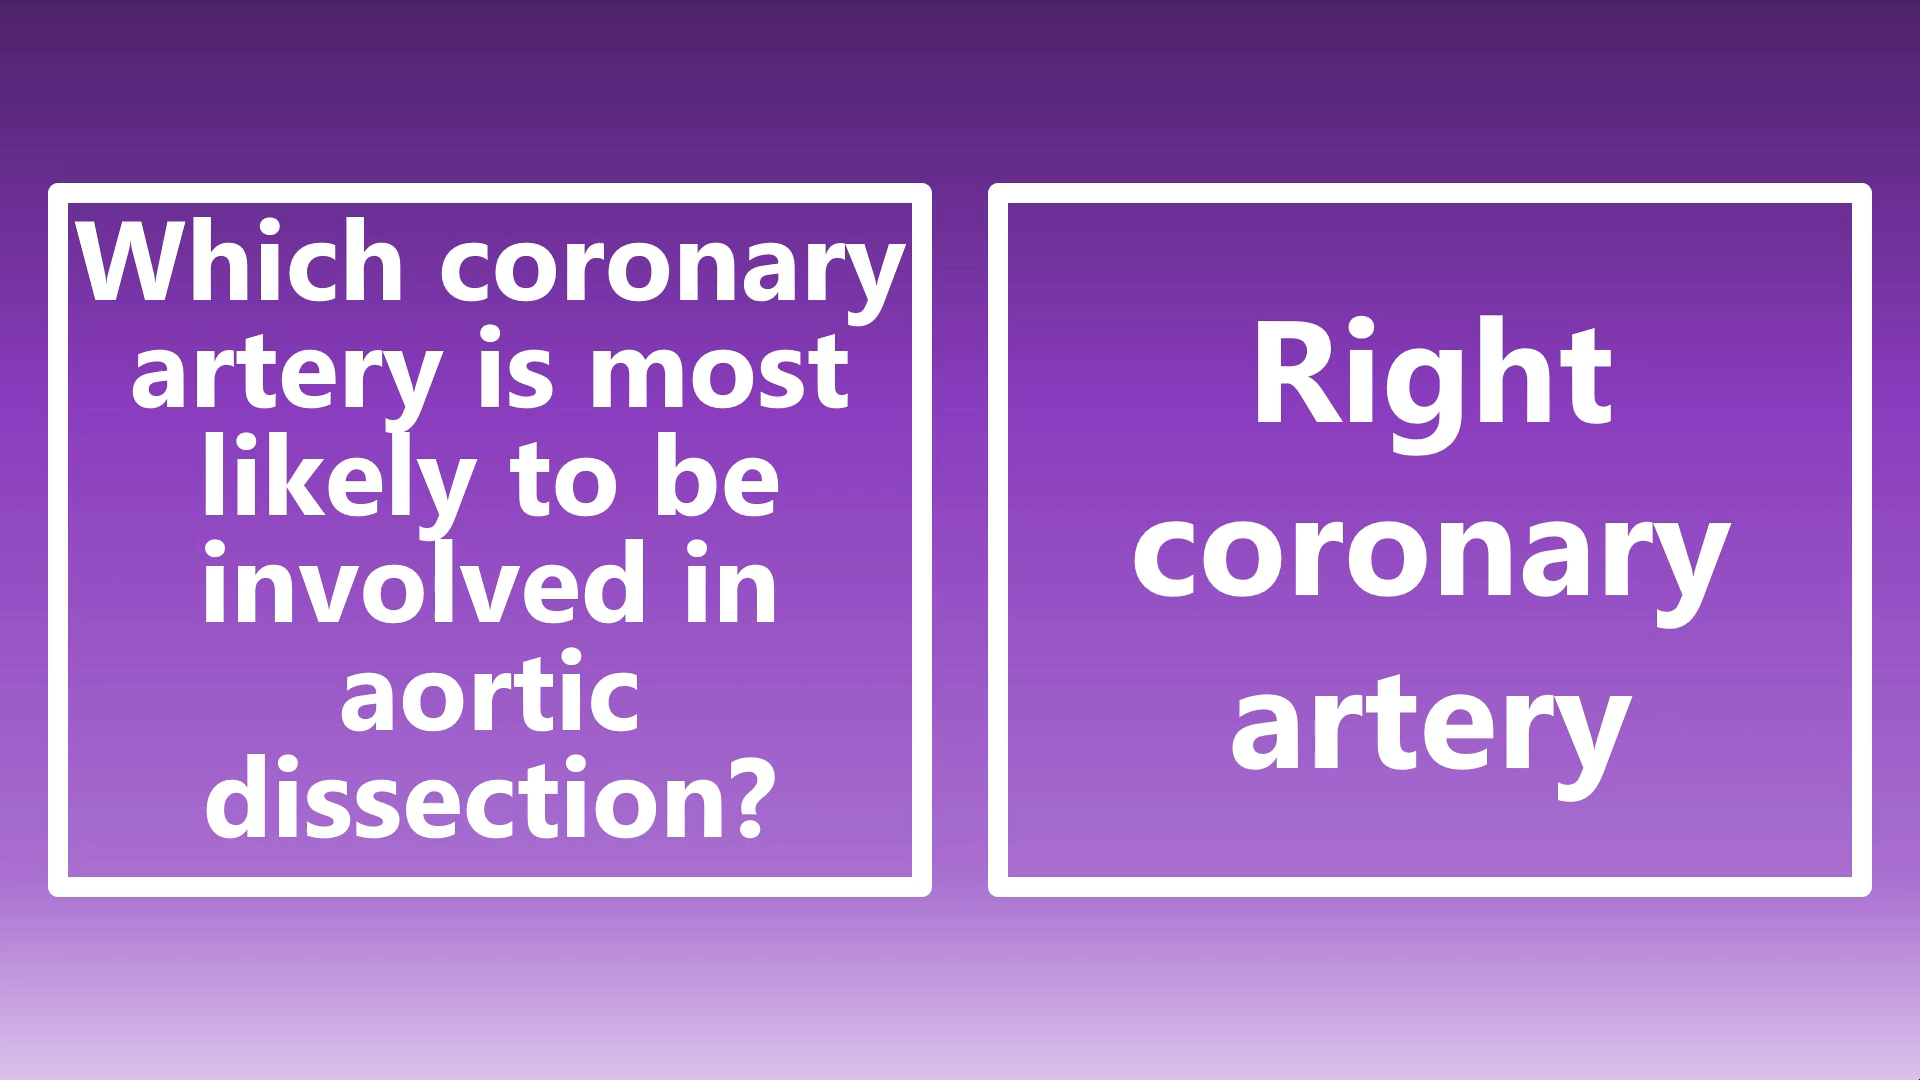 Which coronary
artery is most
likely to be
involved in
aortic
dissection?
Right
coronary
artery